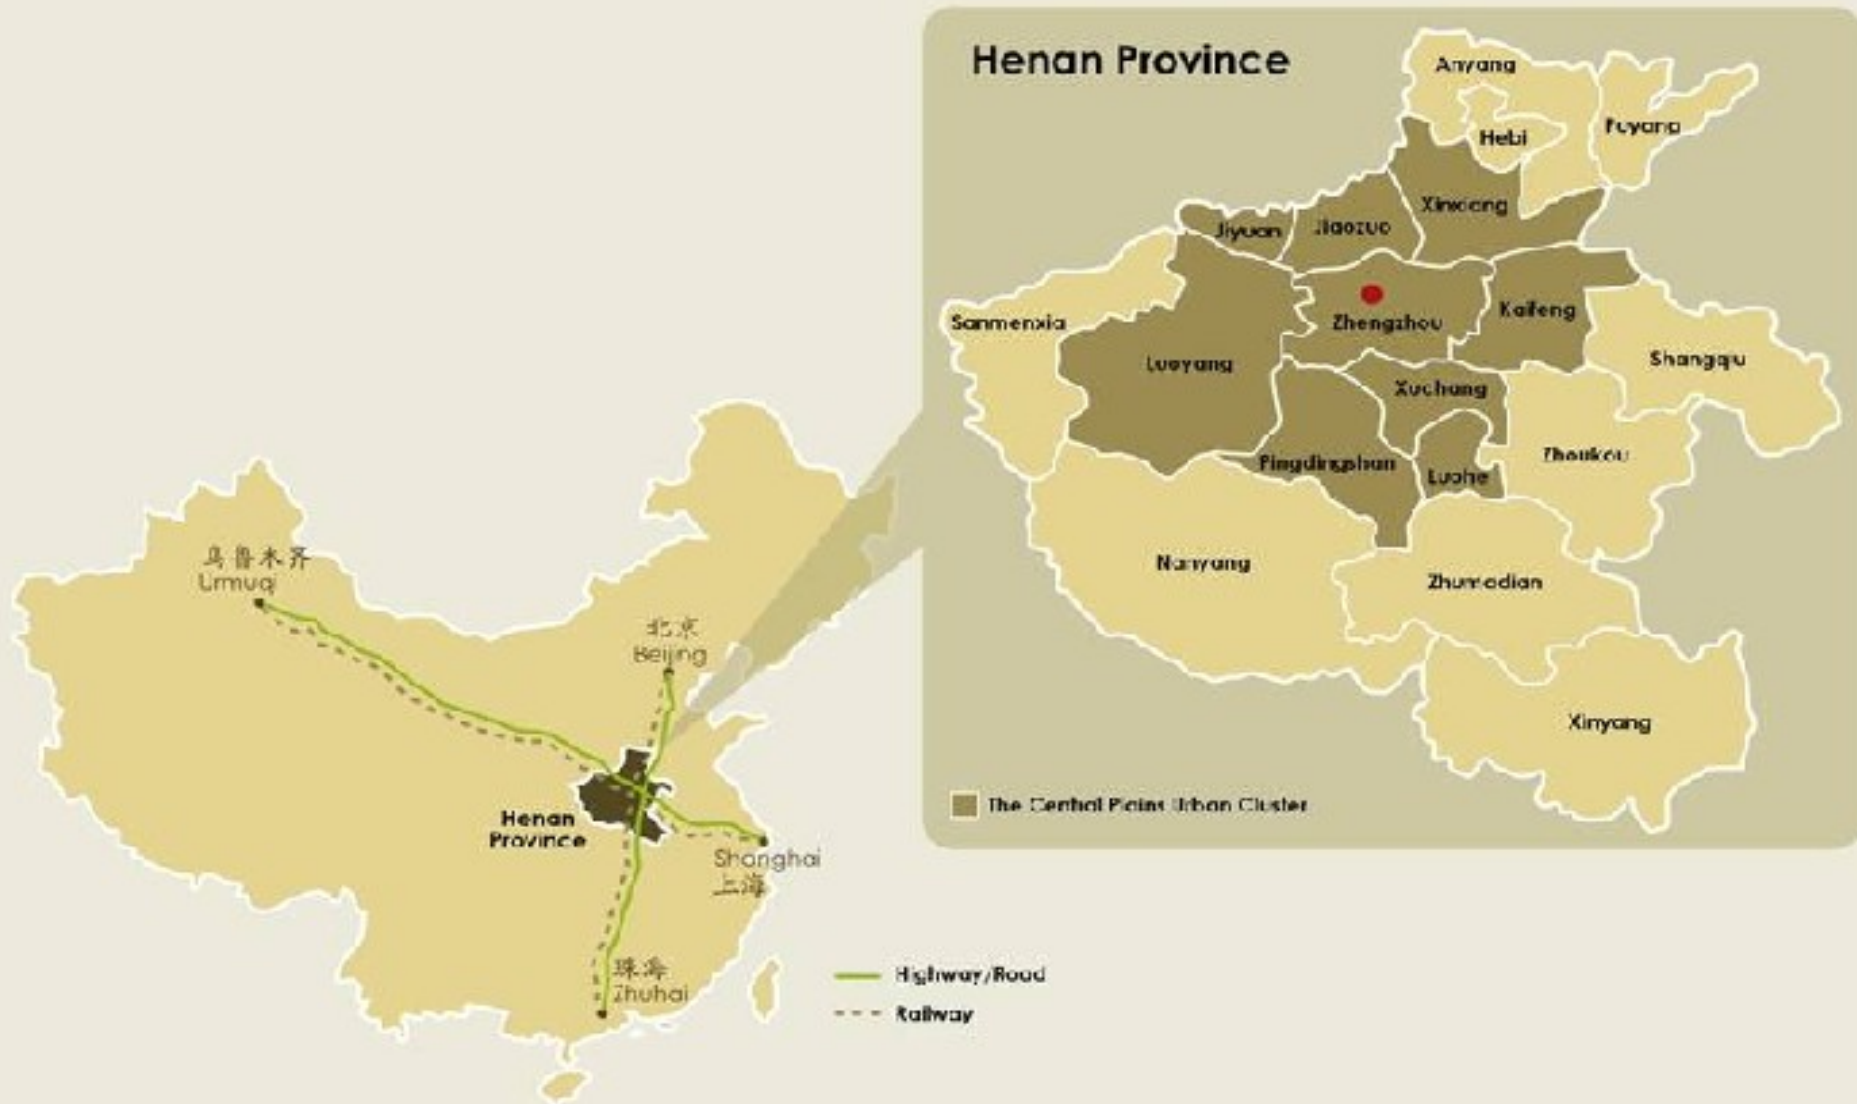 Henan Province
Anyang
Hebi
Puyang
Xinxiang
Jiyuan
Jiaozuo
Sanmenxia
Zhengzhou
Kaifeng
Luoyang
Shangqiu
Xuchang
Pingdingshan
Luohe
Zhoukou
Nanyang
Zhumadian
Xinyang
The Central Plains Urban Cluster
乌鲁木齐
Urmuqi
北京
Beijing
Henan
Province
Shanghai
上海
珠海
Zhuhai
Highway/Road
Railway